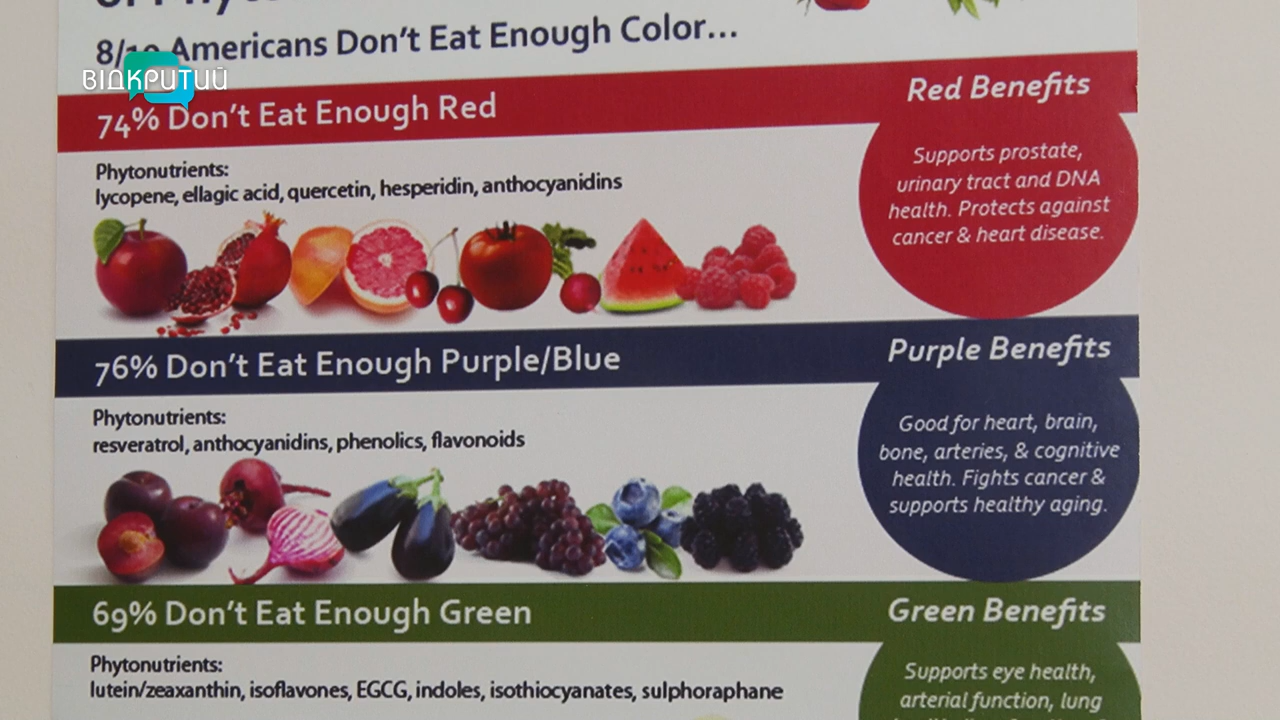 8/10 Americans Don't Eat Enough Color...
ВІДКРИТИЙ
74% Don't Eat Enough Red
Red Benefits
Phytonutrients:
lycopene, ellagic acid, quercetin, hesperidin, anthocyanidins
Supports prostate,
urinary tract and DNA
health. Protects against
cancer & heart disease.
76% Don't Eat Enough Purple/Blue
Purple Benefits
Phytonutrients:
resveratrol, anthocyanidins, phenolics, flavonoids
Good for heart, brain,
bone, arteries, & cognitive
health. Fights cancer &
supports healthy aging.
69% Don't Eat Enough Green
Green Benefits
Phytonutrients:
lutein/zeaxanthin, isoflavones, EGCG, indoles, isothiocyanates, sulphoraphane
Supports eye health,
arterial function, lung